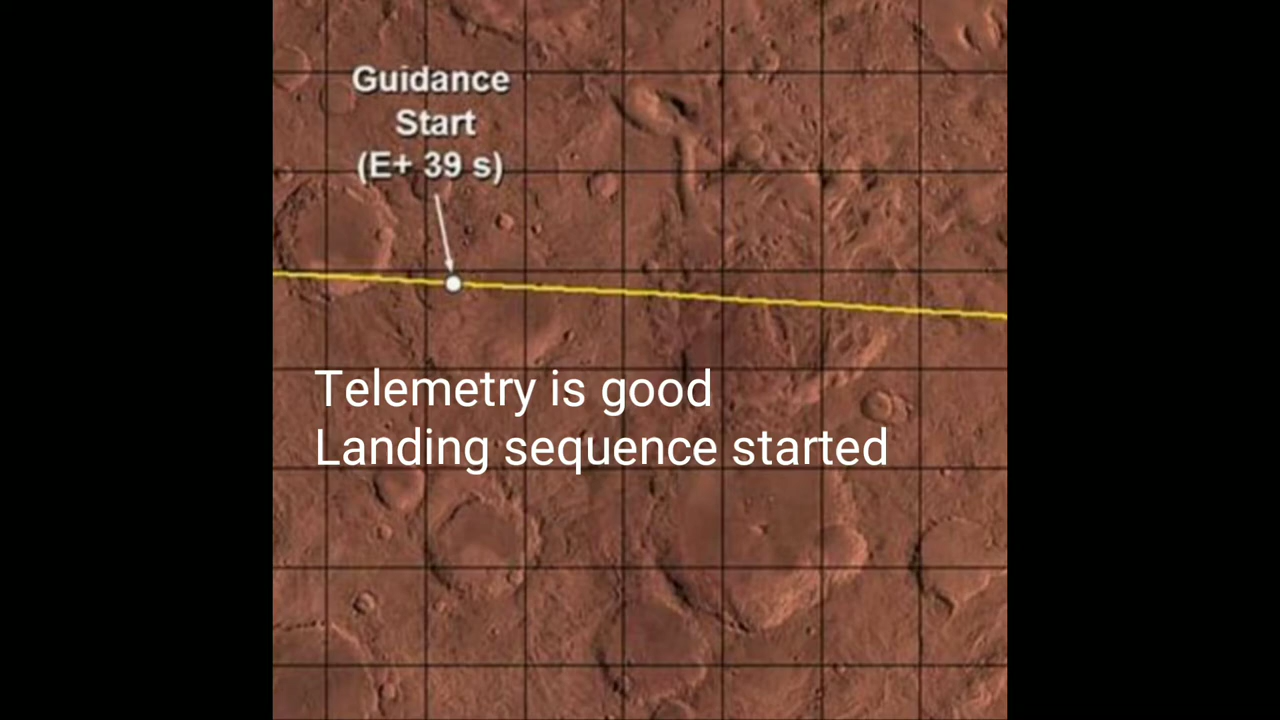 Guidance
Start
(E+ 39 s)
Telemetry is good
Landing sequence started